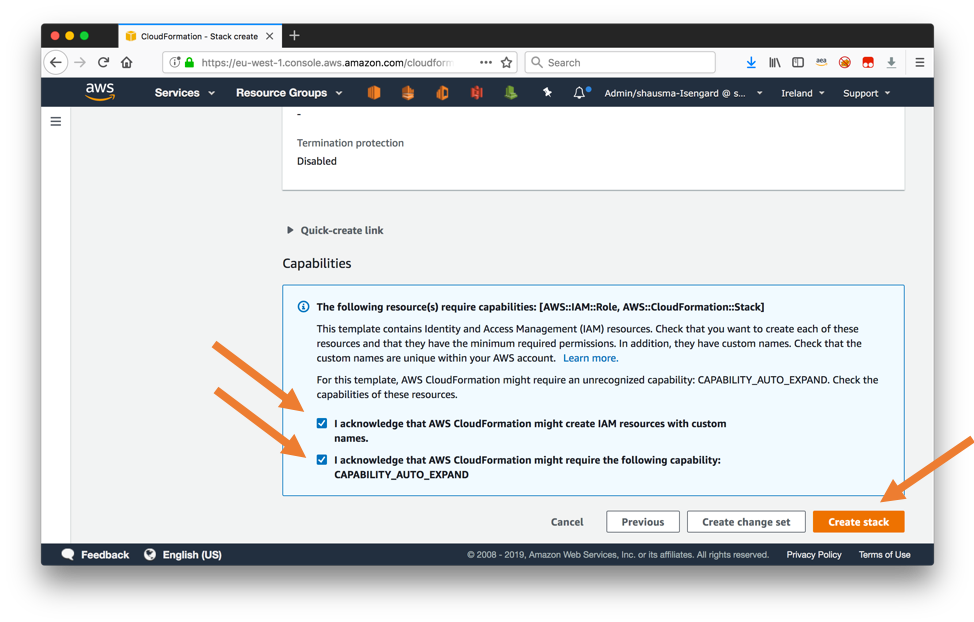 CloudFormation - Stack create
https://eu-west-1.console.aws.amazon.com/cloudform
Search
aws
Services
Resource Groups
Admin/shausma-Isengard @ s...
Ireland
Support
-
Termination protection
Disabled
Quick-create link
Capabilities
The following resource(s) require capabilities: [AWS::IAM::Role, AWS::CloudFormation::Stack]
This template contains Identity and Access Management (IAM) resources. Check that you want to create each of these
resources and that they have the minimum required permissions. In addition, they have custom names. Check that the
custom names are unique within your AWS account. Learn more.
For this template, AWS CloudFormation might require an unrecognized capability: CAPABILITY_AUTO_EXPAND. Check the
capabilities of these resources.
I acknowledge that AWS CloudFormation might create IAM resources with custom
names.
I acknowledge that AWS CloudFormation might require the following capability:
CAPABILITY_AUTO_EXPAND
Cancel
Previous
Create change set
Create stack
Feedback
English (US)
© 2008 - 2019, Amazon Web Services, Inc. or its affiliates. All rights reserved.
Privacy Policy
Terms of Use